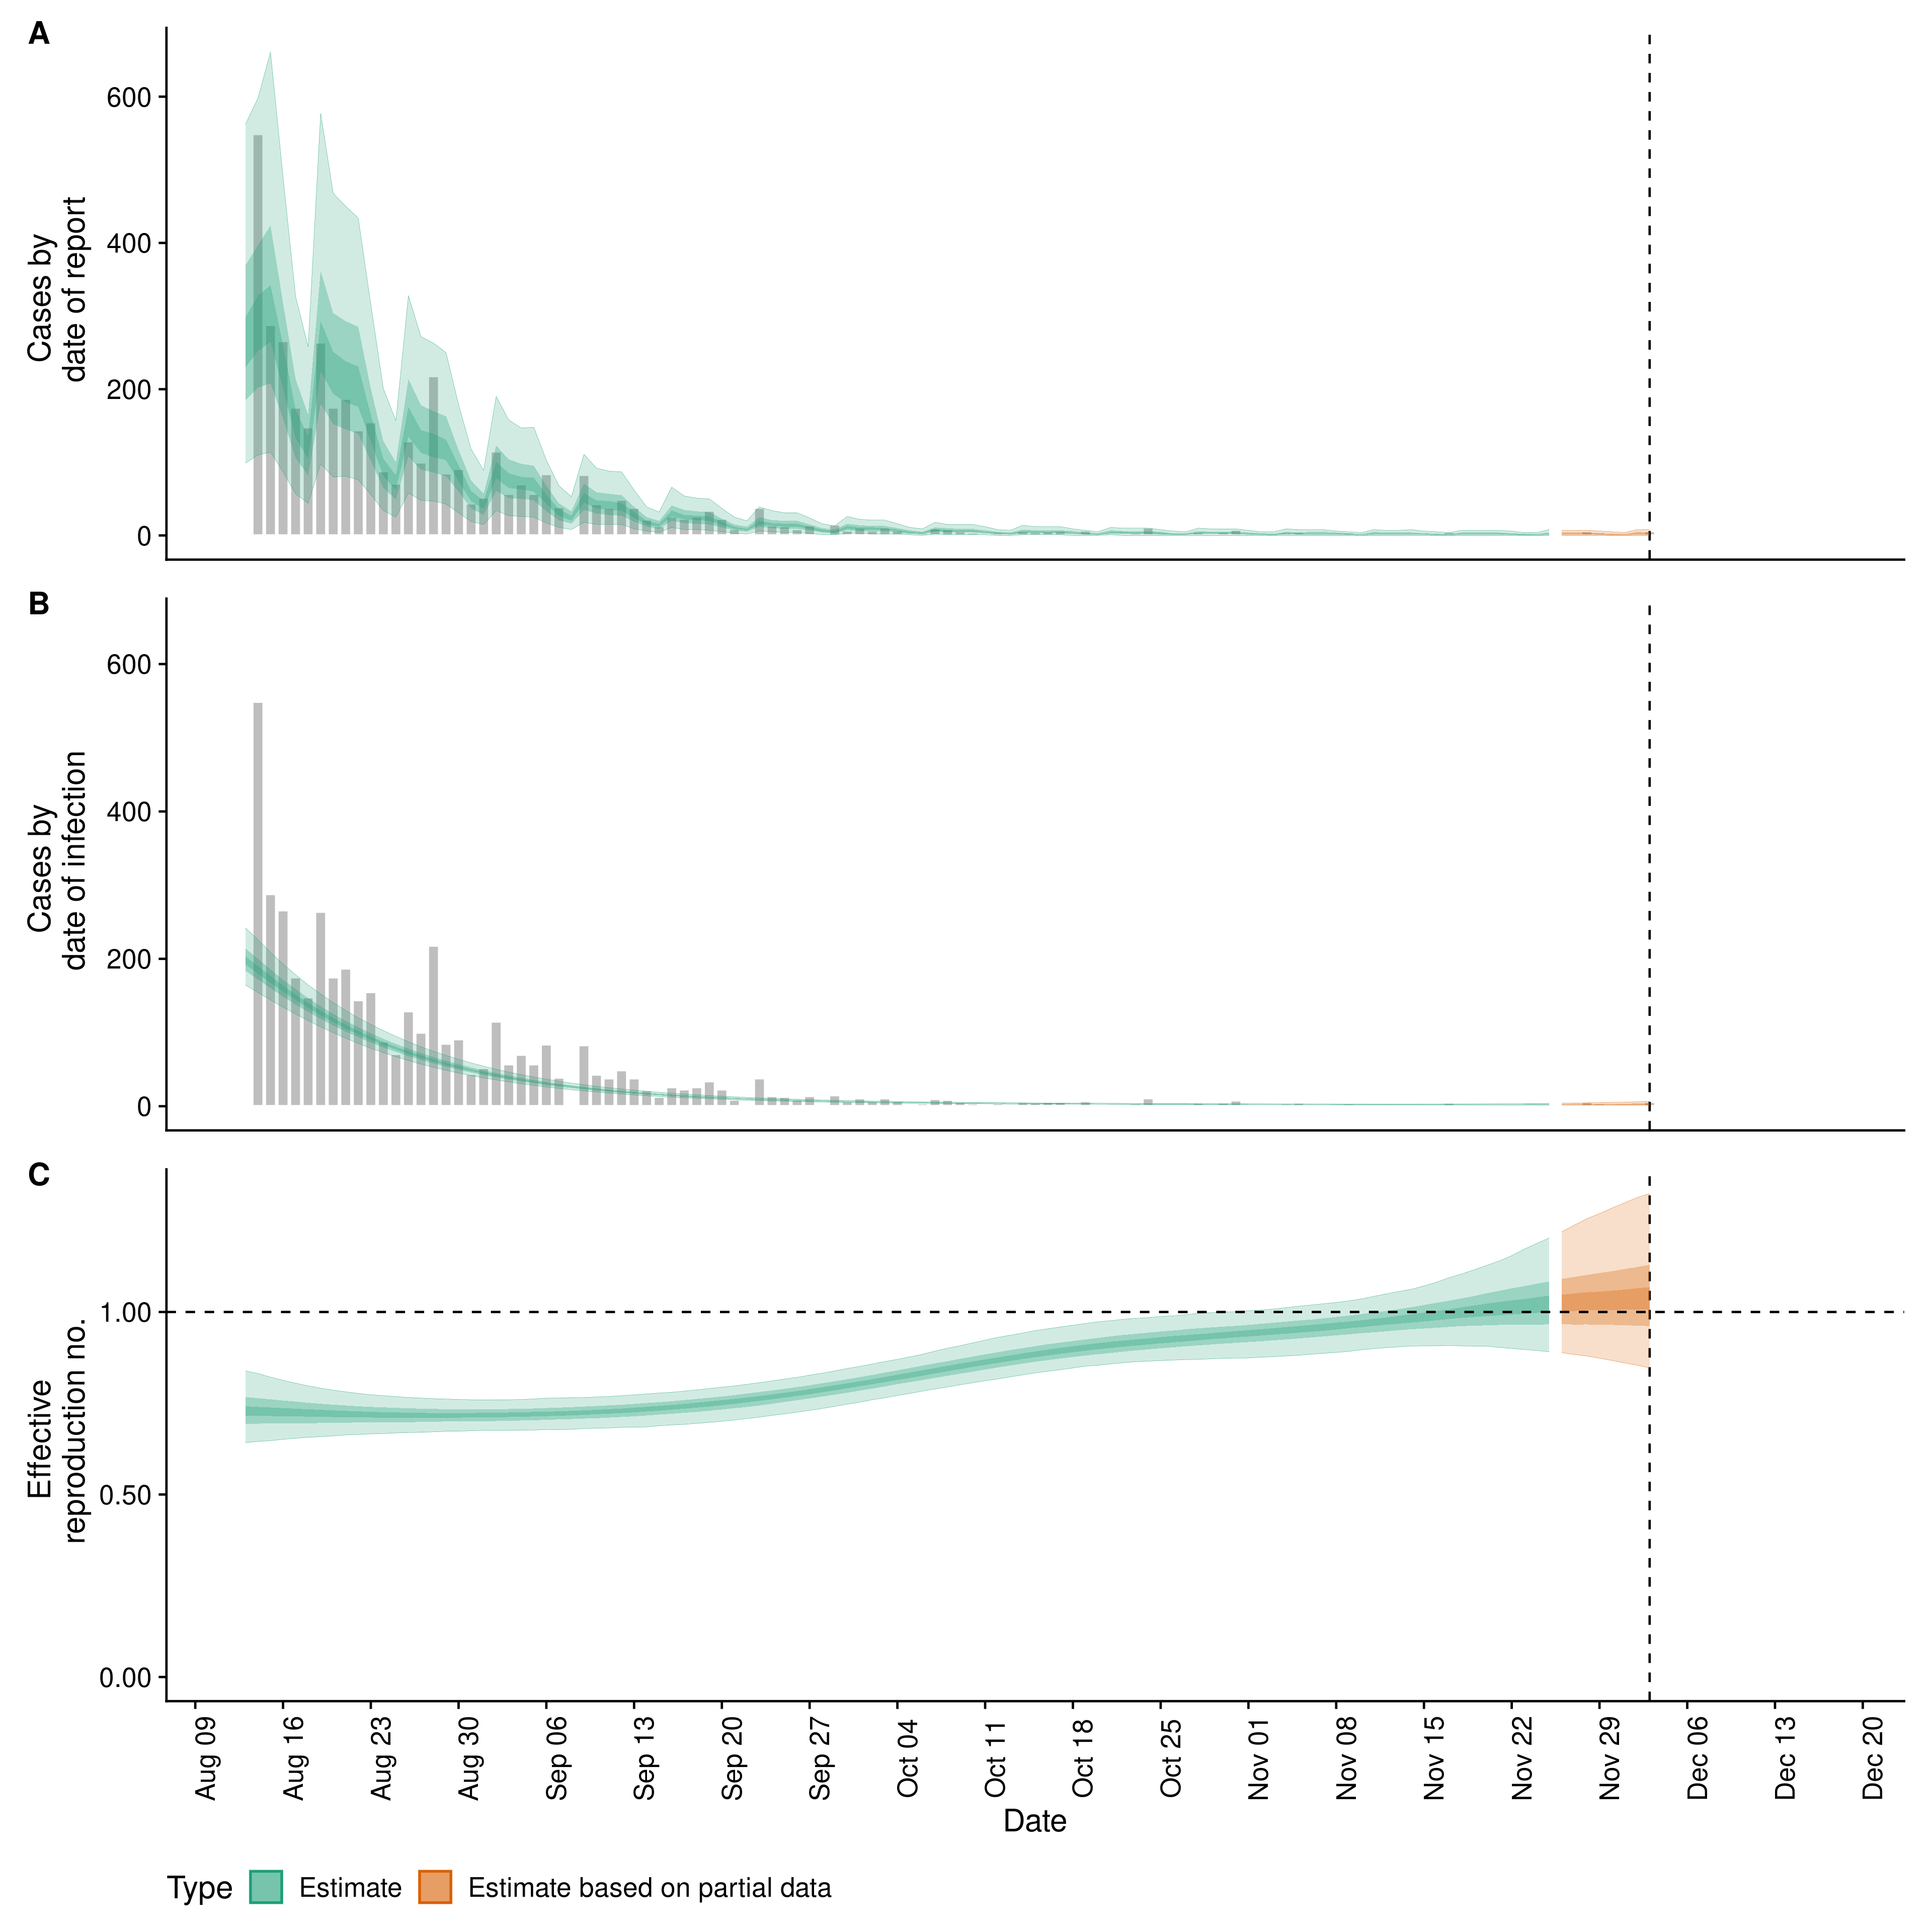 A
Cases by
date of report
600
400
200
0
B
Cases by
date of infection
600
400
200
0
C
Effective
reproduction no.
1.00
0.50
0.00
Aug 09
Aug 16
Aug 23
Aug 30
Sep 06
Sep 13
Sep 20
Sep 27
Oct 04
Oct 11
Oct 18
Oct 25
Nov 01
Nov 08
Nov 15
Nov 22
Nov 29
Dec 06
Dec 13
Dec 20
Date
Type Estimate Estimate based on partial data